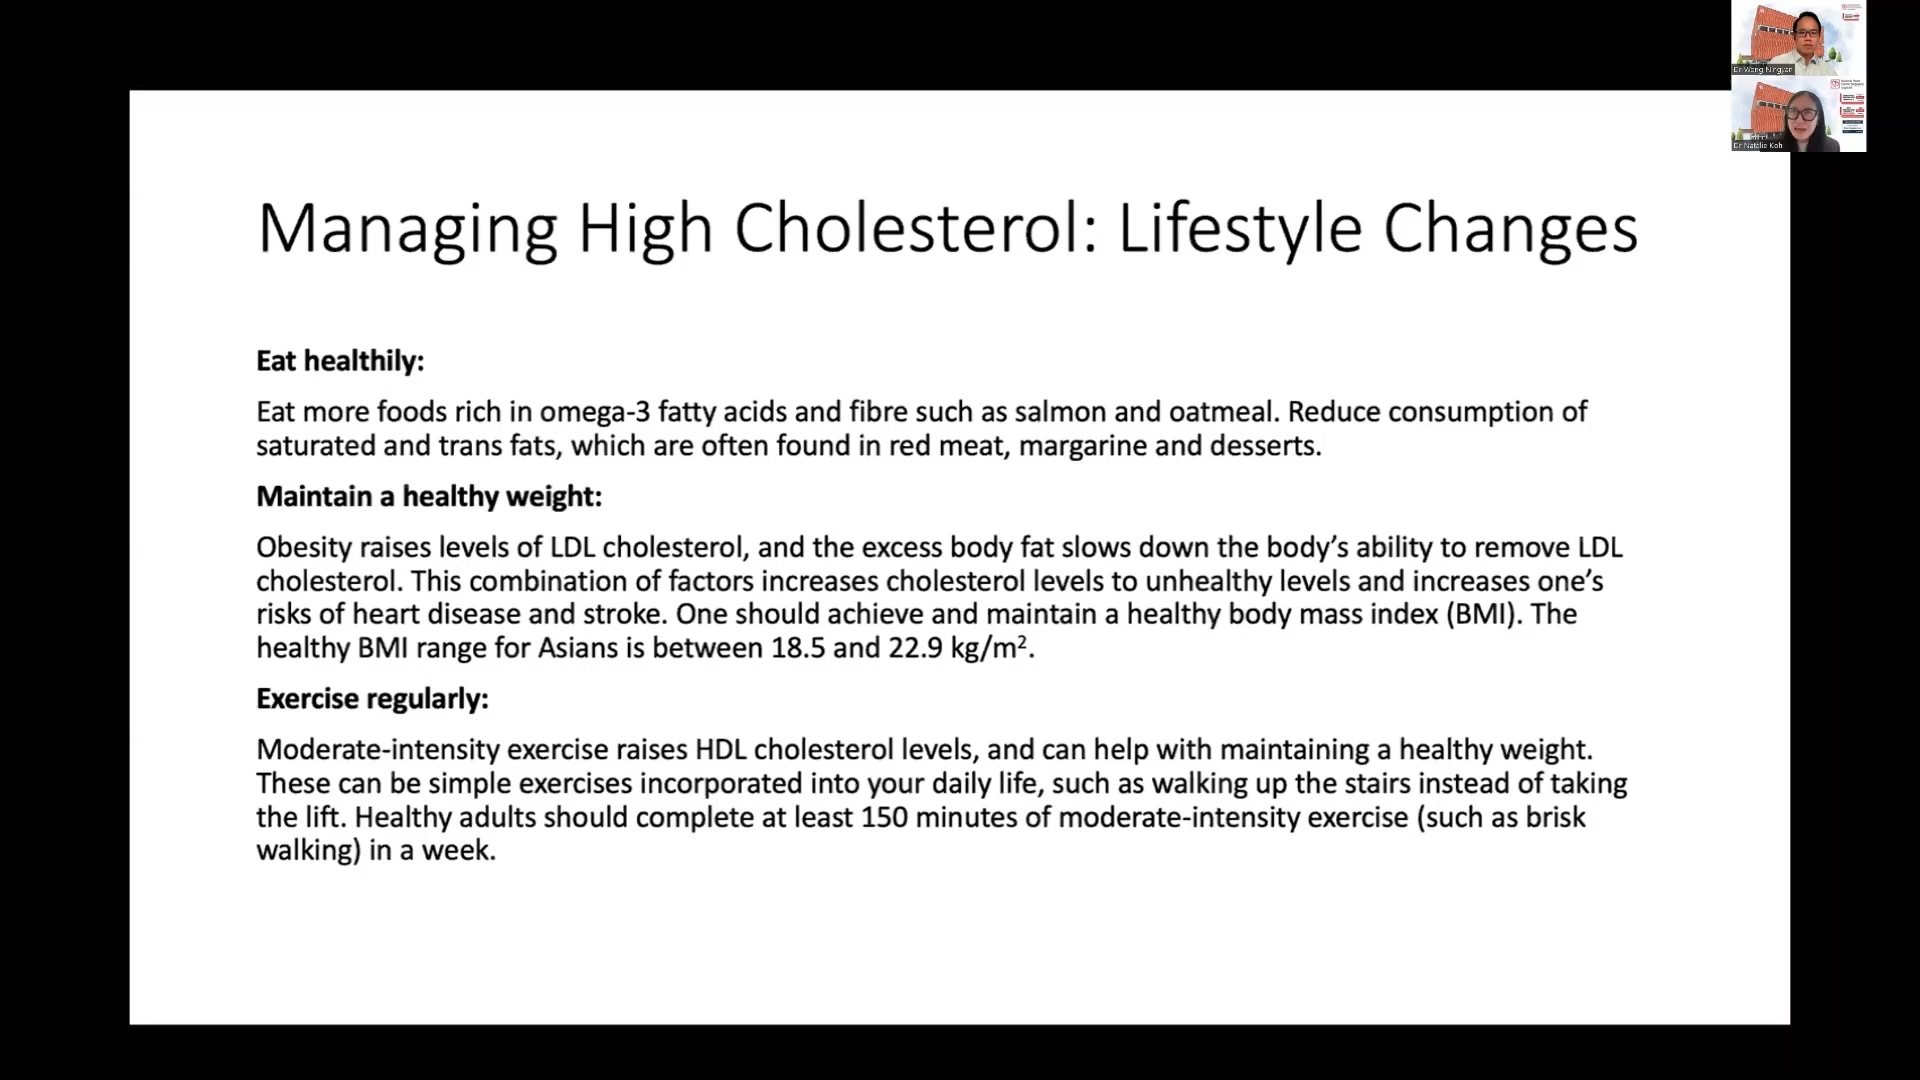 Managing High Cholesterol: Lifestyle Changes
Eat healthily:
Eat more foods rich in omega-3 fatty acids and fibre such as salmon and oatmeal. Reduce consumption of
saturated and trans fats, which are often found in red meat, margarine and desserts.
Maintain a healthy weight:
Obesity raises levels of LDL cholesterol, and the excess body fat slows down the body’s ability to remove LDL
cholesterol. This combination of factors increases cholesterol levels to unhealthy levels and increases one’s
risks of heart disease and stroke. One should achieve and maintain a healthy body mass index (BMI). The
healthy BMI range for Asians is between 18.5 and 22.9 kg/m².
Exercise regularly:
Moderate-intensity exercise raises HDL cholesterol levels, and can help with maintaining a healthy weight.
These can be simple exercises incorporated into your daily life, such as walking up the stairs instead of taking
the lift. Healthy adults should complete at least 150 minutes of moderate-intensity exercise (such as brisk
walking) in a week.
Dr Wang Ningyan
Dr Natalie Koh